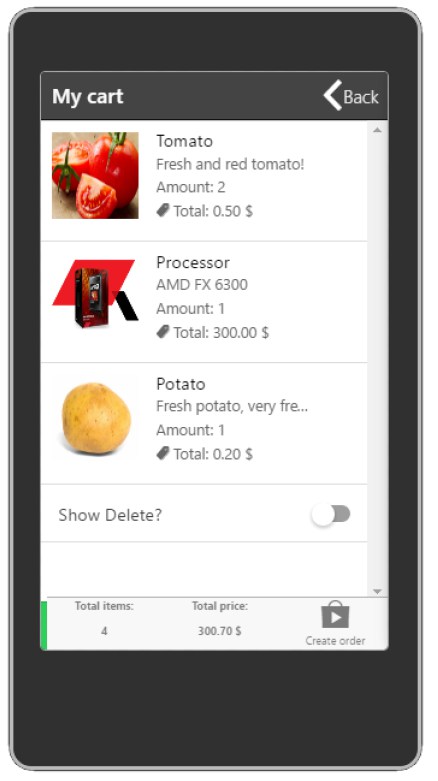 My cart
Back
Tomato
Fresh and red tomato!
Amount: 2
Total: 0.50 $
Processor
AMD FX 6300
Amount: 1
Total: 300.00 $
Potato
Fresh potato, very fre...
Amount: 1
Total: 0.20 $
Show Delete?
Total items: Total price:
4 300.70 $
Create order